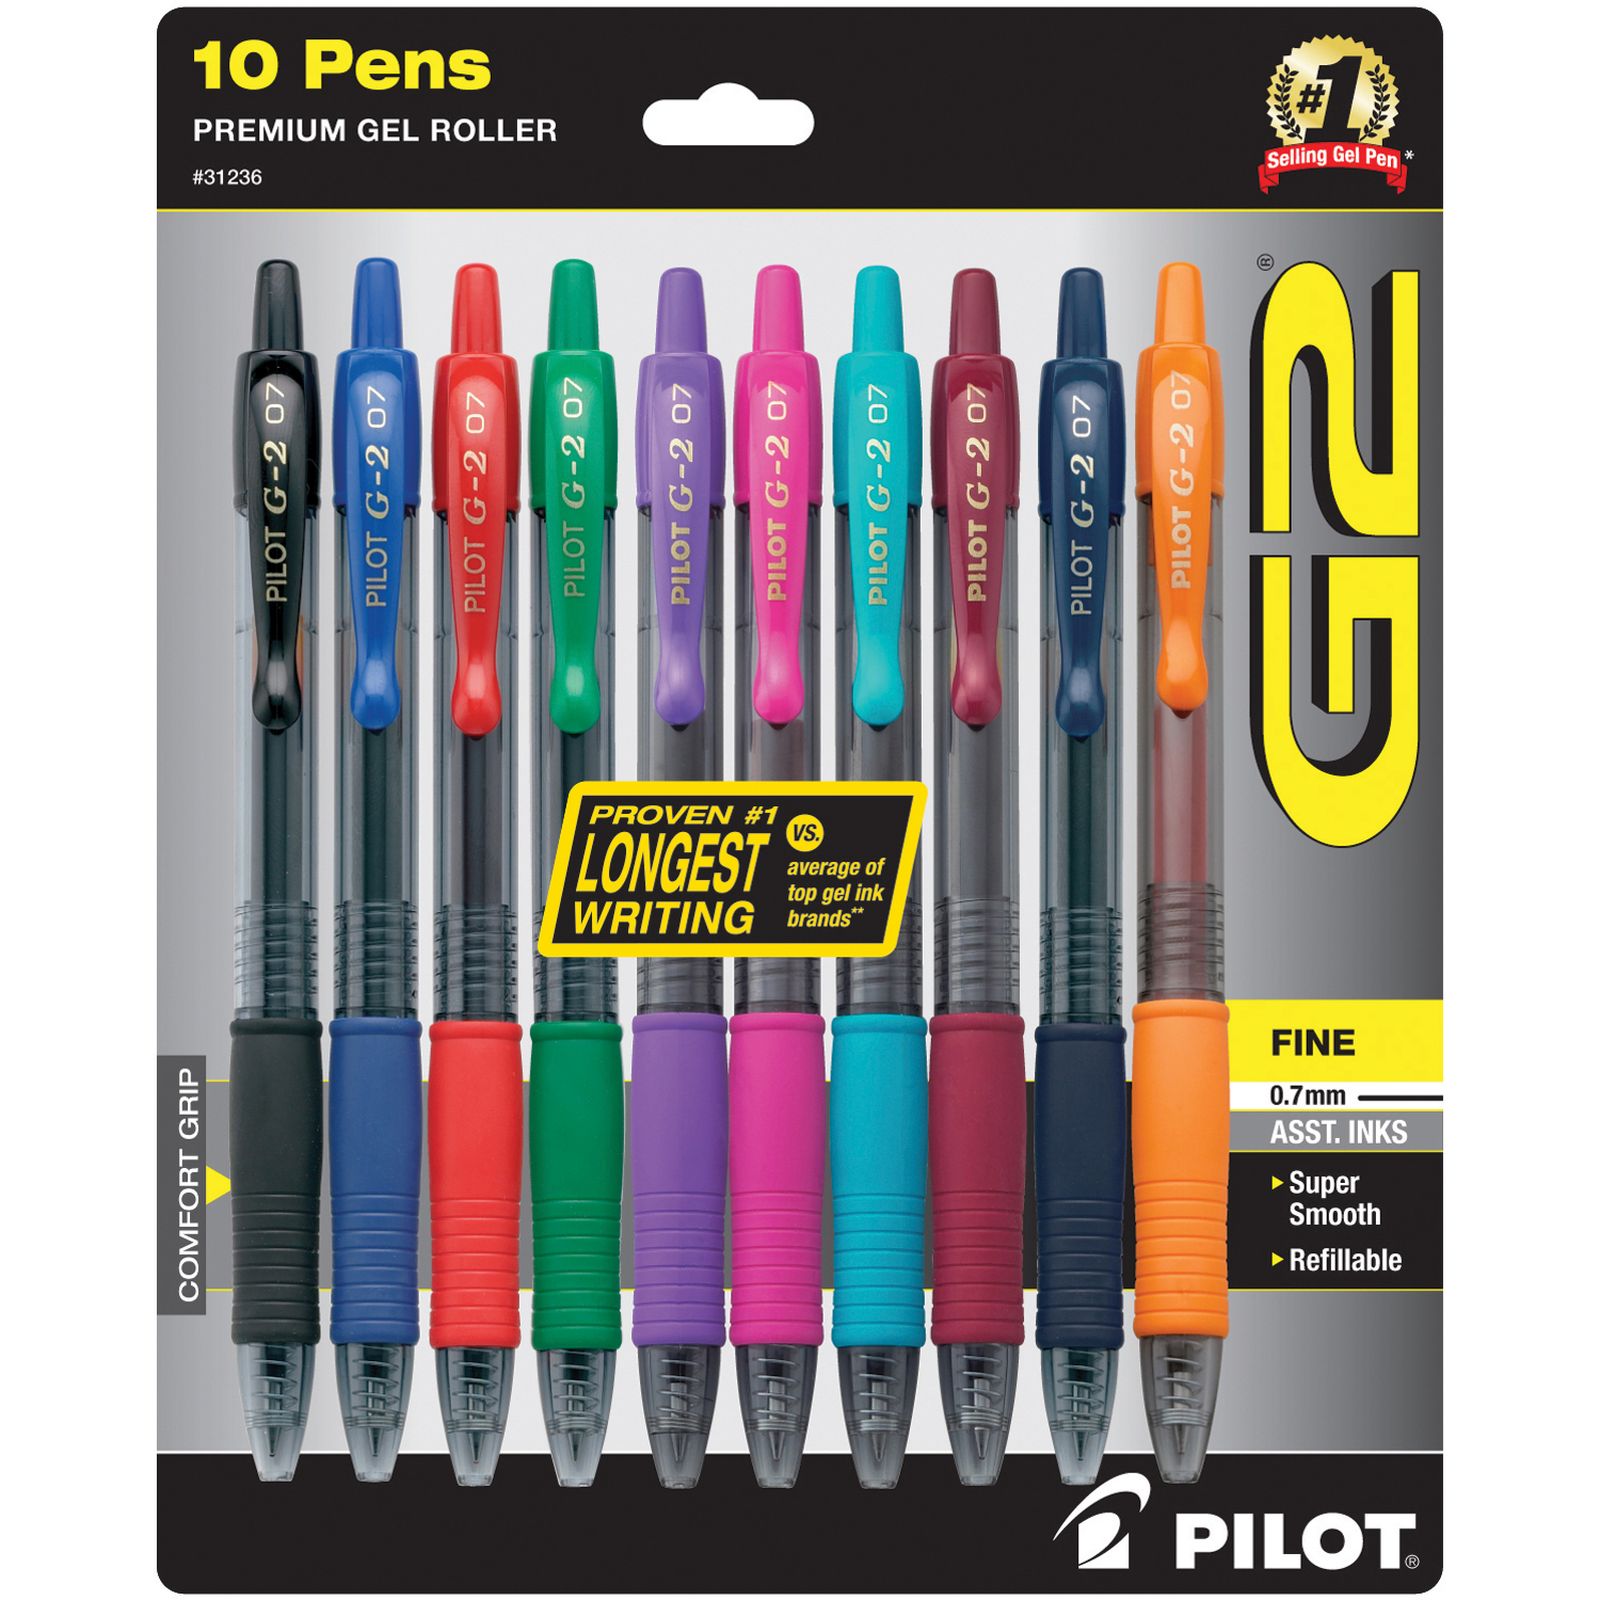 10 Pens
PREMIUM GEL ROLLER
#31236
#1
Selling Gel Pen*
G2®
PILOT G-2 07
PILOT G-2 07
PILOT G-2 07
PILOT G-2 07
PILOT G-2 07
PILOT G-2 07
PILOT G-2 07
PILOT G-2 07
PILOT G-2 07
PILOT G-2 07
PROVEN #1
LONGEST
WRITING
VS.
average of
top gel ink
brands**
COMFORT GRIP
FINE
0.7mm
ASST. INKS
Super
Smooth
Refillable
PILOT®